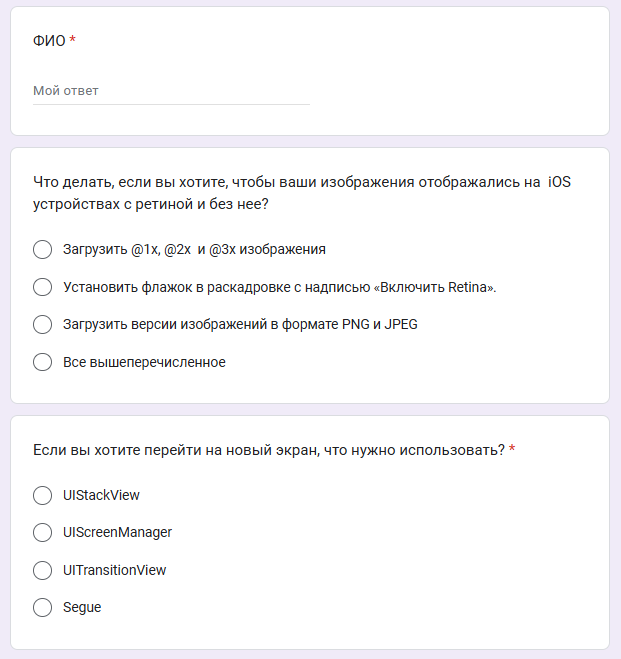 ФИО *
Мой ответ
Что делать, если вы хотите, чтобы ваши изображения отображались на  iOS
устройствах с ретиной и без нее?
Загрузить @1x, @2x  и @3x изображения
Установить флажок в раскадровке с надписью «Включить Retina».
Загрузить версии изображений в формате PNG и JPEG
Все вышеперечисленное
Если вы хотите перейти на новый экран, что нужно использовать? *
UIStackView
UIScreenManager
UITransitionView
Segue